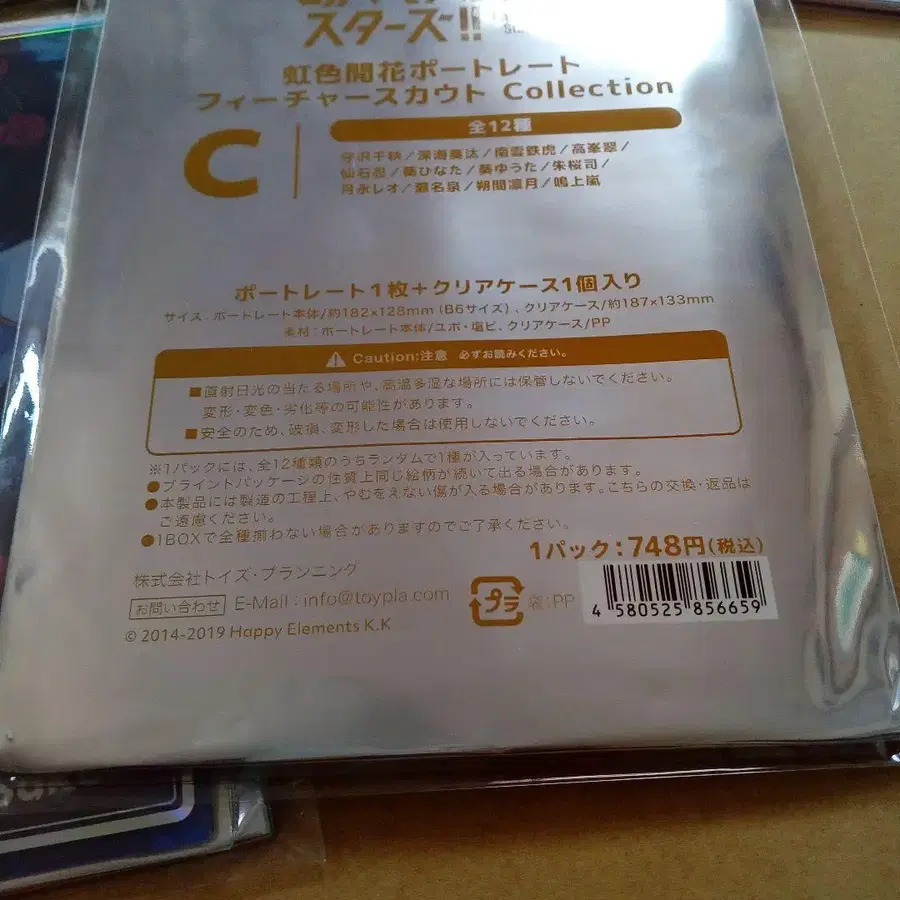 スターズ!!
虹色開花ポートレート
フィーチャースカウト Collection
C
全12種
守沢千秋/深海奏汰/南雲鉄虎/高峯翠/
仙石忍/葵ひなた/葵ゆうた/朱桜司/
月永レオ/瀬名泉/朔間凛月/鳴上嵐
ポートレート1枚+クリアケース1個入り
サイズ:ポートレート本体/約182×128mm(B6サイズ)、クリアケース/約187×133mm
素材:ポートレート本体/ユポ・塩ビ、クリアケース/PP
Caution:注意 必ずお読みください。
■直射日光の当たる場所や、高温多湿な場所には保管しないでください。
変形・変色・劣化等の可能性があります。
■安全のため、破損、変形した場合は使用しないでください。
※1パックには、全12種類のうちランダムで1種が入っています。
●ブラインドパッケージの性質上同じ絵柄が続いて出る場合があります。
●本製品には製造の工程上、やむをえない傷が入る場合があります。こちらの交換・返品は
ご遠慮ください。
●1BOXで全種揃わない場合がありますのでご了承ください。
1パック:748円(税込)
株式会社トイズ・プランニング
お問い合わせ E-Mail:info@toypla.com
プラ 袋:PP
4 580525 856659
© 2014-2019 Happy Elements K.K